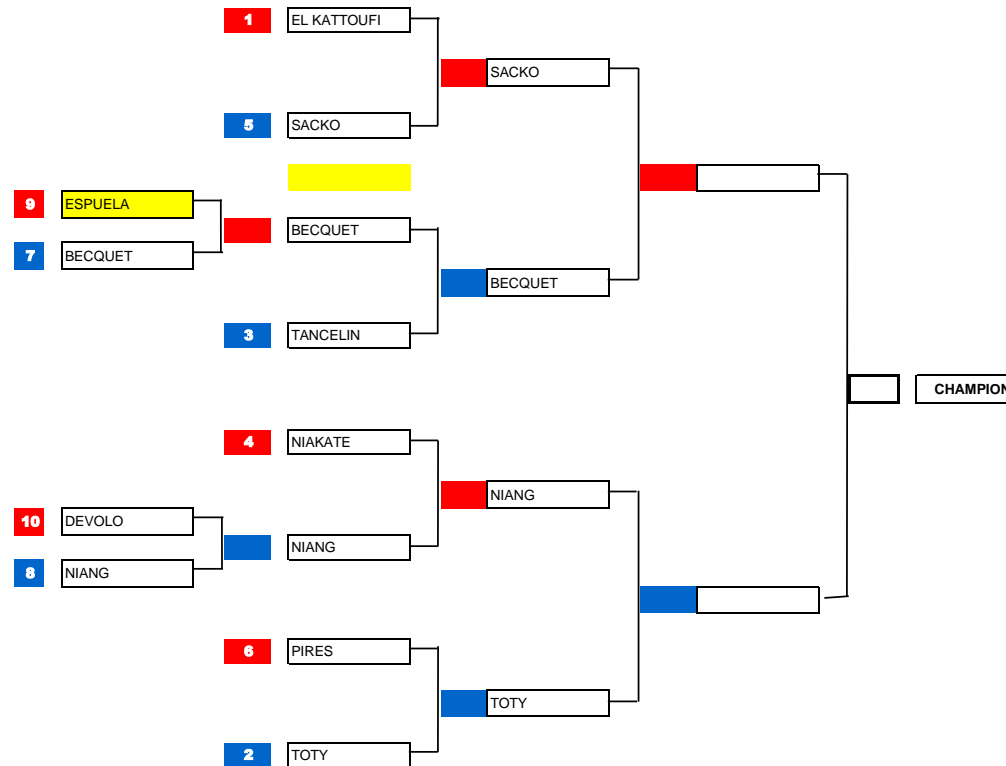 1 EL KATTOUFI
SACKO
5 SACKO
9 ESPUELA
BECQUET
7 BECQUET
BECQUET
3 TANCELIN
CHAMPION
4 NIAKATE
NIANG
10 DEVOLO
NIANG
8 NIANG
6 PIRES
TOTY
2 TOTY